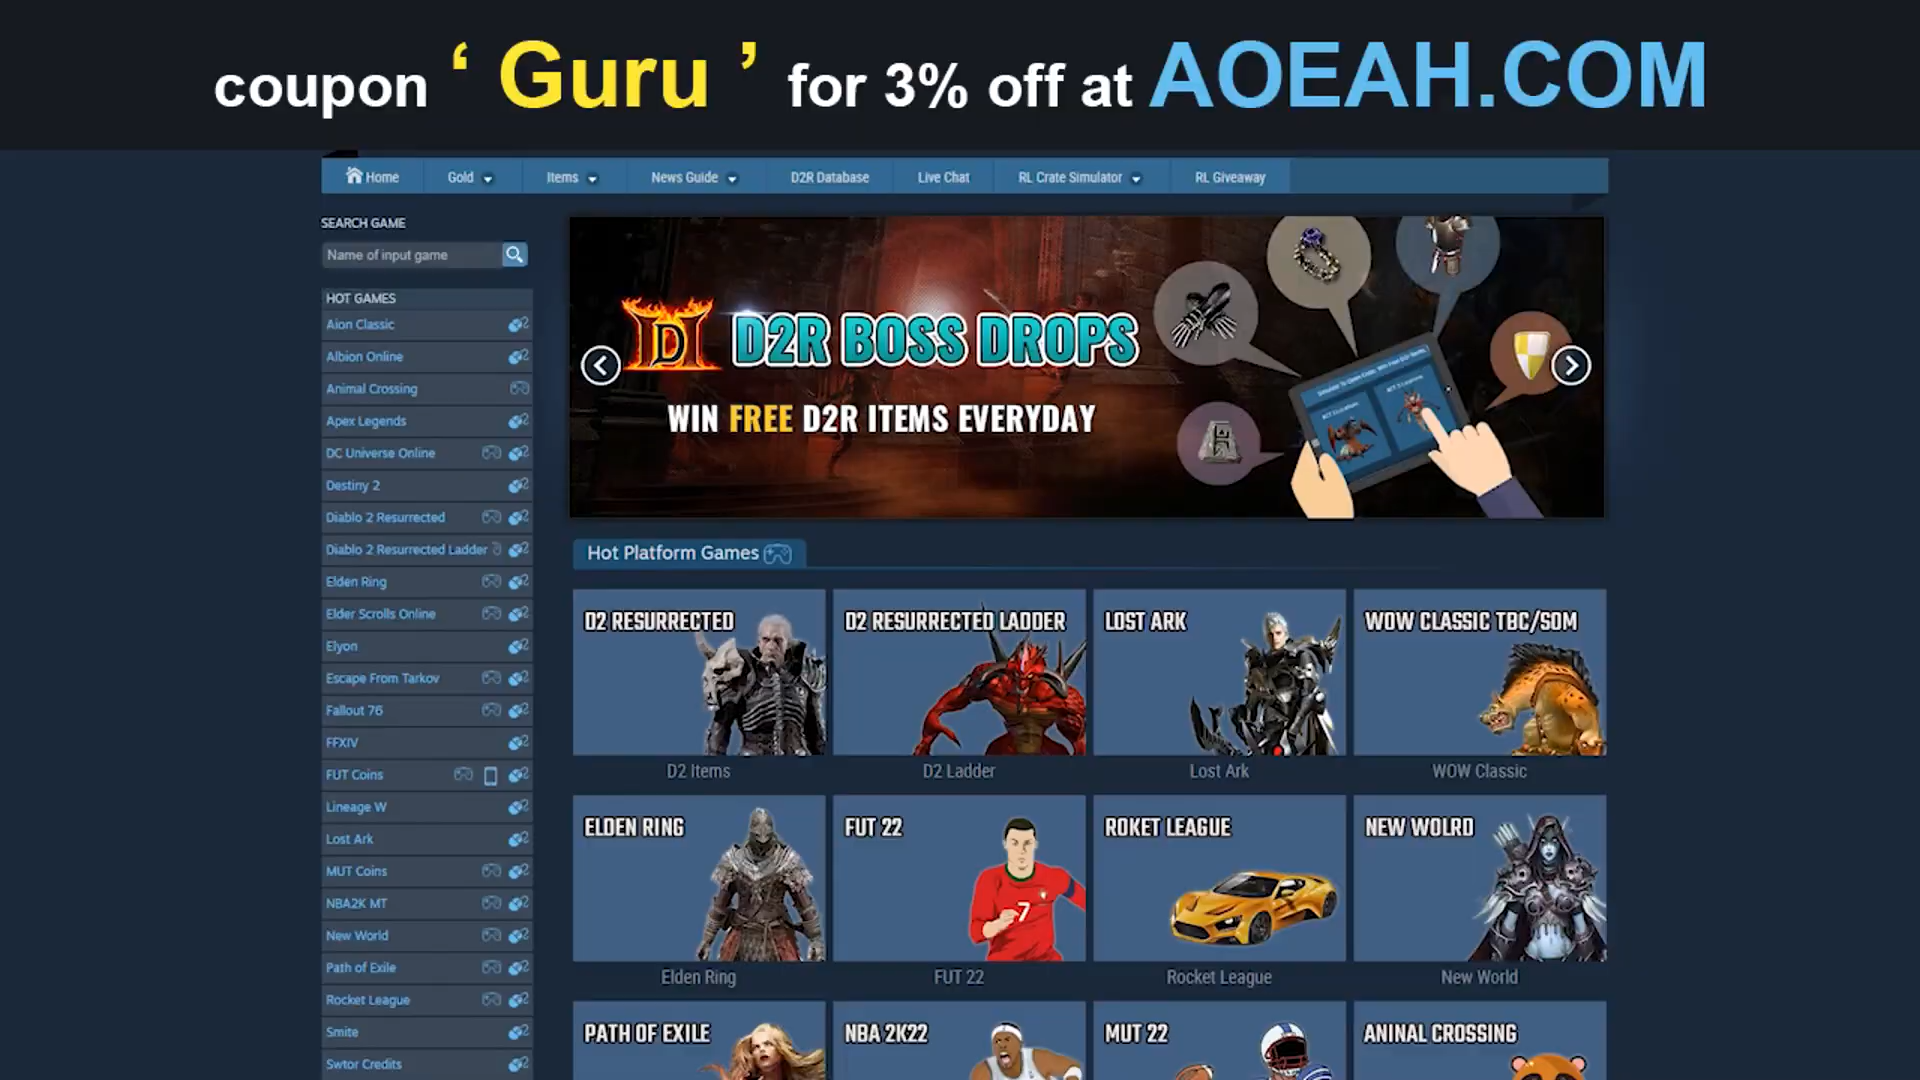 coupon ‘ Guru ’ for 3% off at AOEAH.COM
Home Gold Items News Guide D2R Database Live Chat RL Crate Simulator RL Giveaway
SEARCH GAME
Name of input game
HOT GAMES
Aion Classic
Albion Online
Animal Crossing
Apex Legends
DC Universe Online
Destiny 2
Diablo 2 Resurrected
Diablo 2 Resurrected Ladder
Elden Ring
Elder Scrolls Online
Elyon
Escape From Tarkov
Fallout 76
FFXIV
FUT Coins
Lineage W
Lost Ark
MUT Coins
NBA2K MT
New World
Path of Exile
Rocket League
Smite
Swtor Credits
D2R BOSS DROPS
WIN FREE D2R ITEMS EVERYDAY
Hot Platform Games
D2 RESURRECTED
D2 Items
D2 RESURRECTED LADDER
D2 Ladder
LOST ARK
Lost Ark
WOW CLASSIC TBC/SOM
WOW Classic
ELDEN RING
Elden Ring
FUT 22
7
FUT 22
ROKET LEAGUE
Rocket League
NEW WOLRD
New World
PATH OF EXILE
NBA 2K22
MUT 22
ANINAL CROSSING